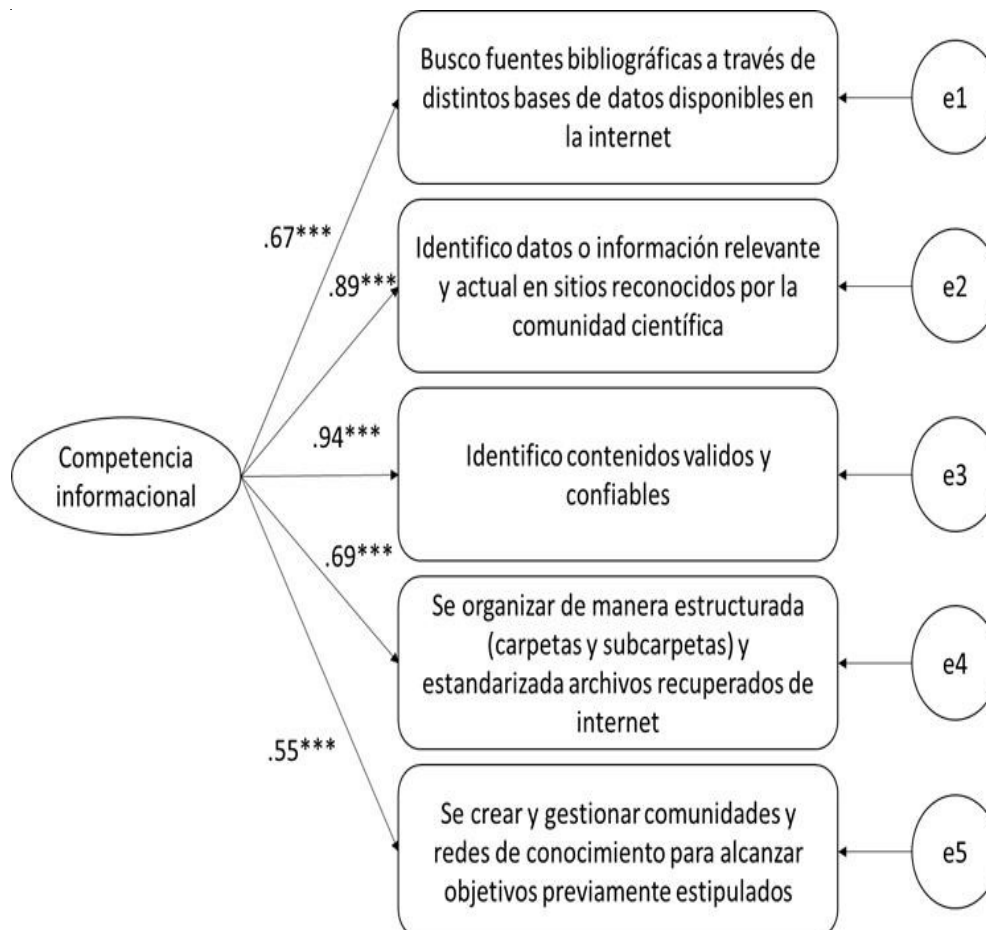 Busco fuentes bibliográficas a través de
distintos bases de datos disponibles en
la internet
e1
.67***
.89***
Identifico datos o información relevante
y actual en sitios reconocidos por la
comunidad científica
e2
Competencia
informacional
.94***
Identifico contenidos validos y
confiables
e3
.69***
Se organizar de manera estructurada
(carpetas y subcarpetas) y
estandarizada archivos recuperados de
internet
e4
.55***
Se crear y gestionar comunidades y
redes de conocimiento para alcanzar
objetivos previamente estipulados
e5